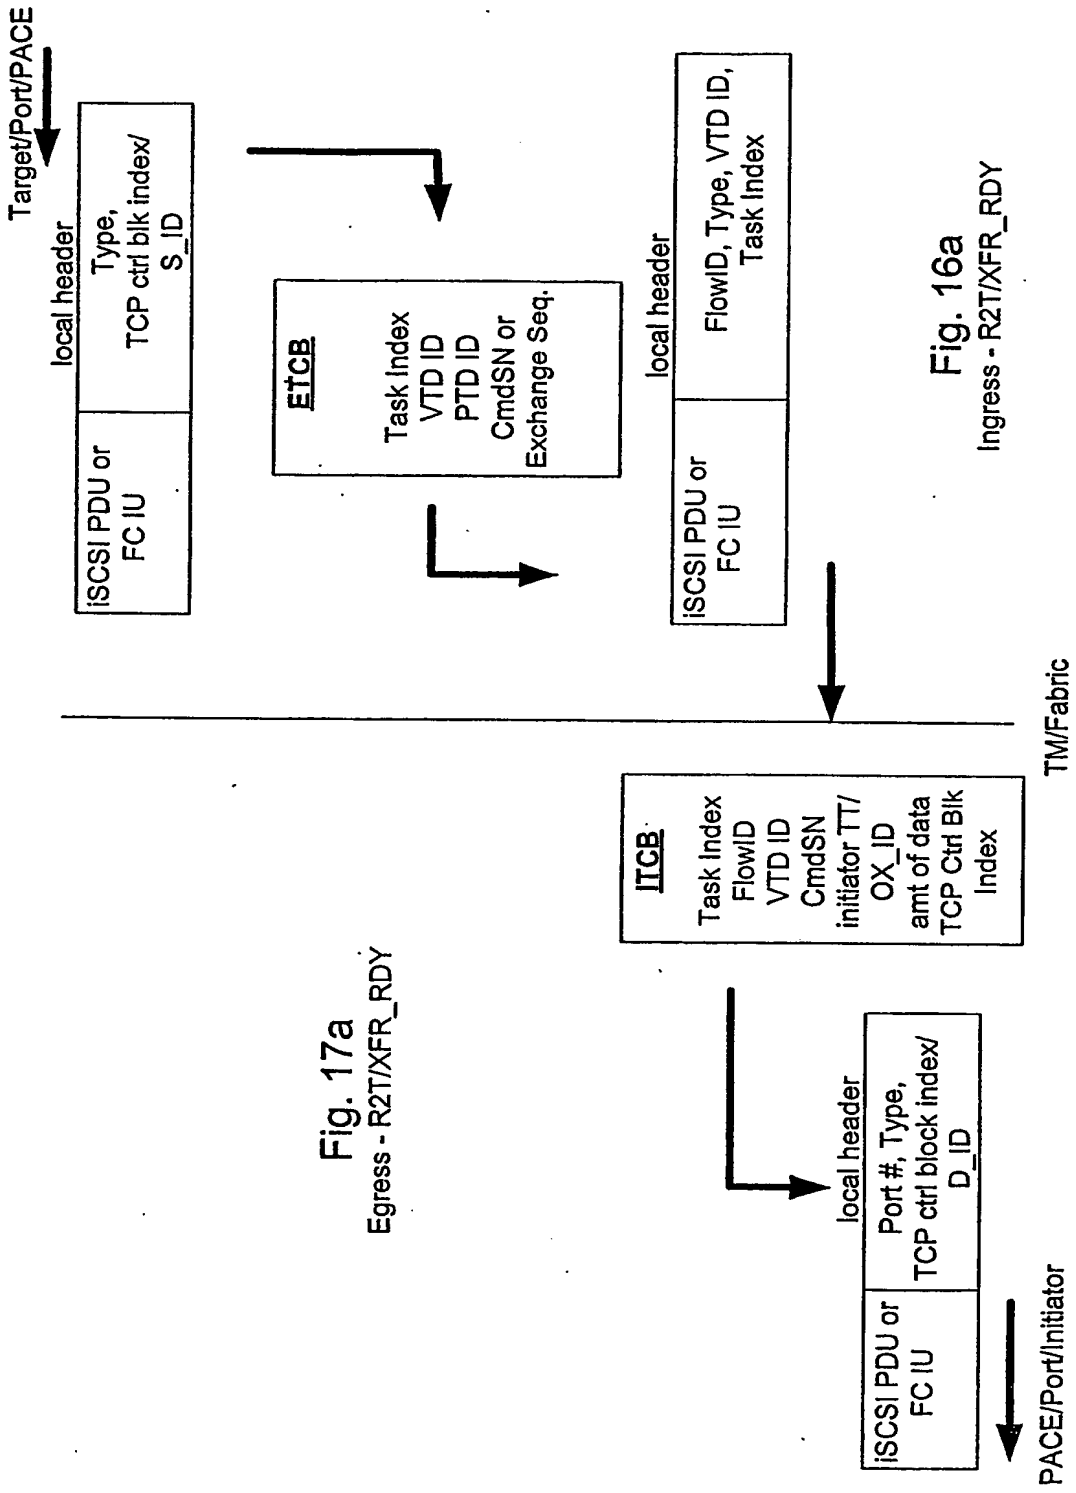 Target/Port/PACE
local header
iSCSI PDU or
FC IU
Type,
TCP ctrl blk index/
S_ID
ETCB
Task Index
VTD ID
PTD ID
CmdSN or
Exchange Seq.
local header
iSCSI PDU or
FC IU
FlowID, Type, VTD ID,
Task Index
Fig. 16a
Ingress - R2T/XFR_RDY
TM/Fabric
Fig. 17a
Egress - R2T/XFR_RDY
ITCB
Task Index
FlowID
VTD ID
CmdSN
initiator TT/
OX_ID
amt of data
TCP Ctrl Blk
Index
local header
iSCSI PDU or
FC IU
Port #, Type,
TCP ctrl block index/
D_ID
PACE/Port/Initiator